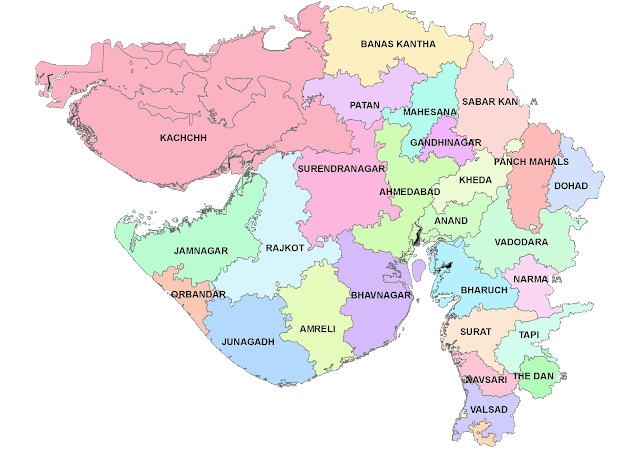 BANAS KANTHA
PATAN
MAHESANA
SABAR KAN A
KACHCHH
GANDHINAGAR
PANCH MAHALS
SURENDRANAGAR
KHEDA
DOHAD
AHMEDABAD
ANAND
JAMNAGAR
RAJKOT
VADODARA
NARMA A
ORBANDAR
BHAVNAGAR
BHARUCH
JUNAGADH
AMRELI
SURAT
TAPI
NAVSARI
THE DAN S
VALSAD